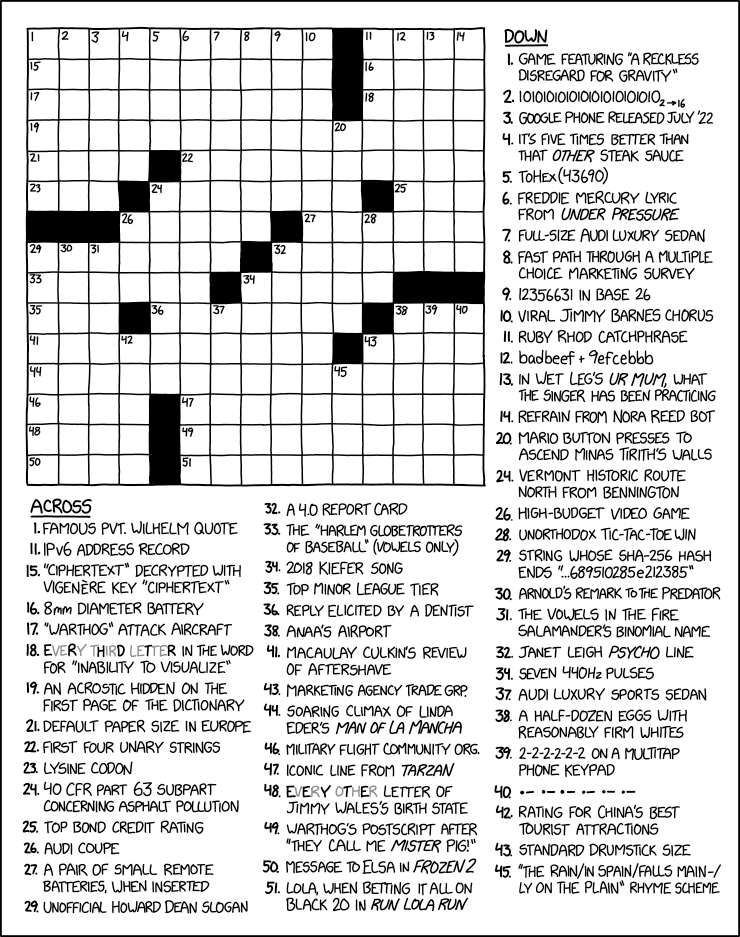 1 2 3 4 5 6 7 8 9 10 11 12 13 14
15 16
17 18
19 20
21 22
23 24 25
26 27 28
29 30 31 32
33 34
35 36 37 38 39 40
41 42 43
44 45
46 47
48 49
50 51
ACROSS
1. FAMOUS PVT. WILHELM QUOTE
11. IPv6 ADDRESS RECORD
15. "CIPHERTEXT" DECRYPTED WITH
VIGENÈRE KEY "CIPHERTEXT"
16. 8mm DIAMETER BATTERY
17. "WARTHOG" ATTACK AIRCRAFT
18. EVERY THIRD LETTER IN THE WORD
FOR "INABILITY TO VISUALIZE"
19. AN ACROSTIC HIDDEN ON THE
FIRST PAGE OF THE DICTIONARY
21. DEFAULT PAPER SIZE IN EUROPE
22. FIRST FOUR UNARY STRINGS
23. LYSINE CODON
24. 40 CFR PART 63 SUBPART
CONCERNING ASPHALT POLLUTION
25. TOP BOND CREDIT RATING
26. AUDI COUPE
27. A PAIR OF SMALL REMOTE
BATTERIES, WHEN INSERTED
29. UNOFFICIAL HOWARD DEAN SLOGAN
32. A 4.0 REPORT CARD
33. THE "HARLEM GLOBETROTTERS
OF BASEBALL" (VOWELS ONLY)
34. 2018 KIEFER SONG
35. TOP MINOR LEAGUE TIER
36. REPLY ELICITED BY A DENTIST
38. ANAA'S AIRPORT
41. MACAULAY CULKIN'S REVIEW
OF AFTERSHAVE
43. MARKETING AGENCY TRADE GRP.
44. SOARING CLIMAX OF LINDA
EDER'S MAN OF LA MANCHA
46. MILITARY FLIGHT COMMUNITY ORG.
47. ICONIC LINE FROM TARZAN
48. EVERY OTHER LETTER OF
JIMMY WALES'S BIRTH STATE
49. WARTHOG'S POSTSCRIPT AFTER
"THEY CALL ME MISTER PIG!"
50. MESSAGE TO ELSA IN FROZEN 2
51. LOLA, WHEN BETTING IT ALL ON
BLACK 20 IN RUN LOLA RUN
DOWN
1. GAME FEATURING "A RECKLESS
DISREGARD FOR GRAVITY"
2. 101010101010101010101010₂→₁₆
3. GOOGLE PHONE RELEASED JULY '22
4. IT'S FIVE TIMES BETTER THAN
THAT OTHER STEAK SAUCE
5. ToHex(43690)
6. FREDDIE MERCURY LYRIC
FROM UNDER PRESSURE
7. FULL-SIZE AUDI LUXURY SEDAN
8. FAST PATH THROUGH A MULTIPLE
CHOICE MARKETING SURVEY
9. 12356631 IN BASE 26
10. VIRAL JIMMY BARNES CHORUS
11. RUBY RHOD CATCHPHRASE
12. badbeef + 9efcebbb
13. IN WET LEG'S UR MUM, WHAT
THE SINGER HAS BEEN PRACTICING
14. REFRAIN FROM NORA REED BOT
20. MARIO BUTTON PRESSES TO
ASCEND MINAS TIRITH'S WALLS
24. VERMONT HISTORIC ROUTE
NORTH FROM BENNINGTON
26. HIGH-BUDGET VIDEO GAME
28. UNORTHODOX TIC-TAC-TOE WIN
29. STRING WHOSE SHA-256 HASH
ENDS "...689510285e212385"
30. ARNOLD'S REMARK TO THE PREDATOR
31. THE VOWELS IN THE FIRE
SALAMANDER'S BINOMIAL NAME
32. JANET LEIGH PSYCHO LINE
34. SEVEN 440HZ PULSES
37. AUDI LUXURY SPORTS SEDAN
38. A HALF-DOZEN EGGS WITH
REASONABLY FIRM WHITES
39. 2-2-2-2-2-2 ON A MULTITAP
PHONE KEYPAD
40. •–•–•–•–•–•–
42. RATING FOR CHINA'S BEST
TOURIST ATTRACTIONS
43. STANDARD DRUMSTICK SIZE
45. "THE RAIN/IN SPAIN/FALLS MAIN-/
LY ON THE PLAIN" RHYME SCHEME